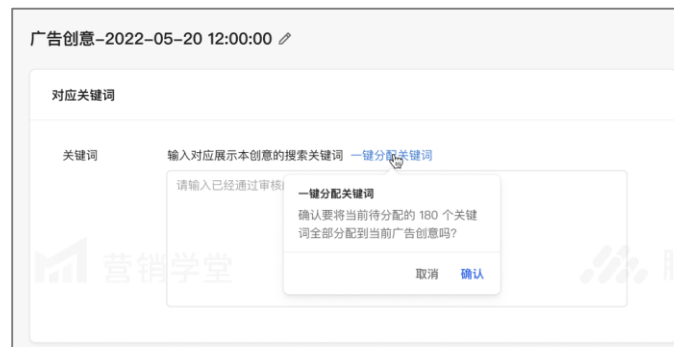 广告创意-2022-05-20 12:00:00
对应关键词
关键词
输入对应展示本创意的搜索关键词 一键分配关键词
请输入已经通过审核
一键分配关键词
确认要将当前待分配的 180 个关键
词全部分配到当前广告创意吗?
取消 确认
营销学堂